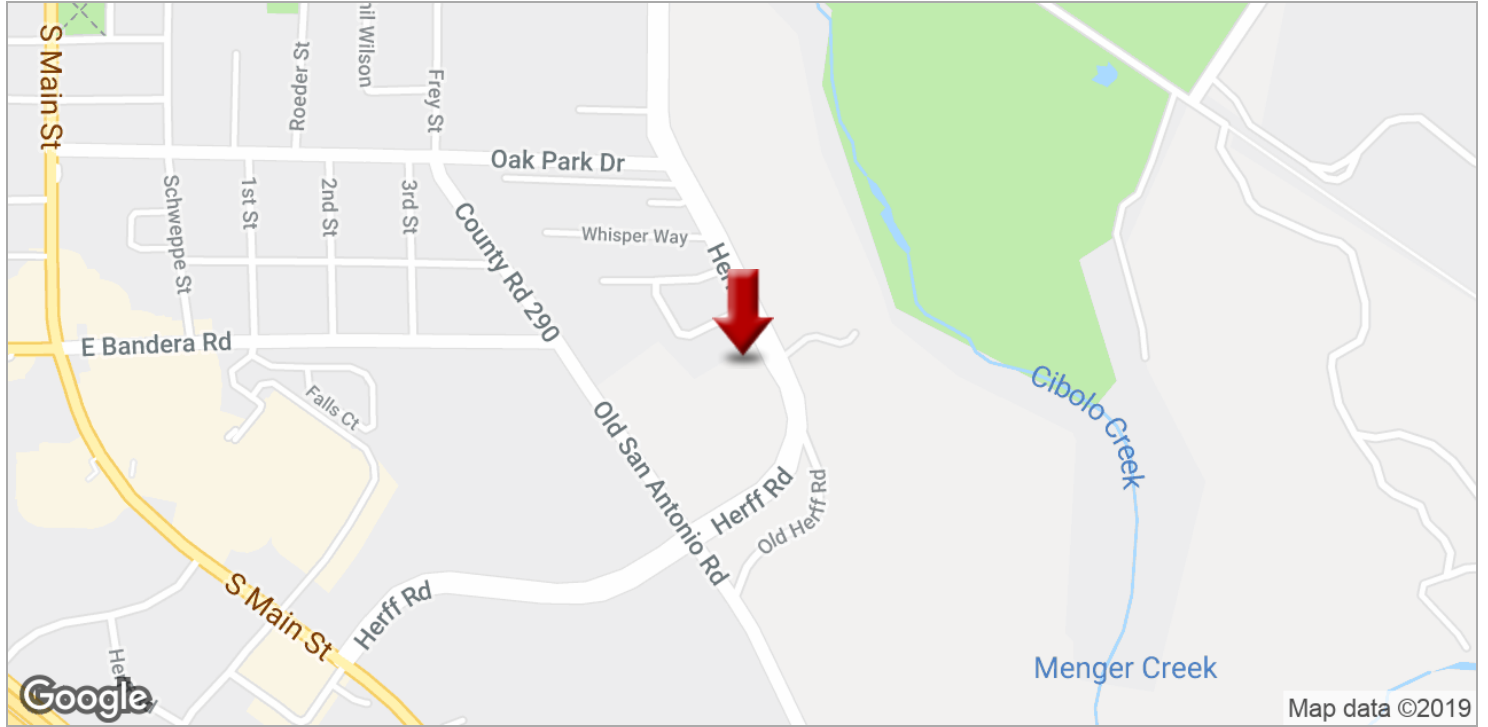 S Main St
Roeder St
il Wilson
Frey St
Oak Park Dr
Schweppe St
1st St
2nd St
3rd St
County Rd 290
Whisper Way
Her
E Bandera Rd
Falls Ct
Old San Antonio Rd
Herff Rd
Old Herff Rd
Cibolo Creek
S Main St
Herff Rd
Menger Creek
Google
Map data ©2019